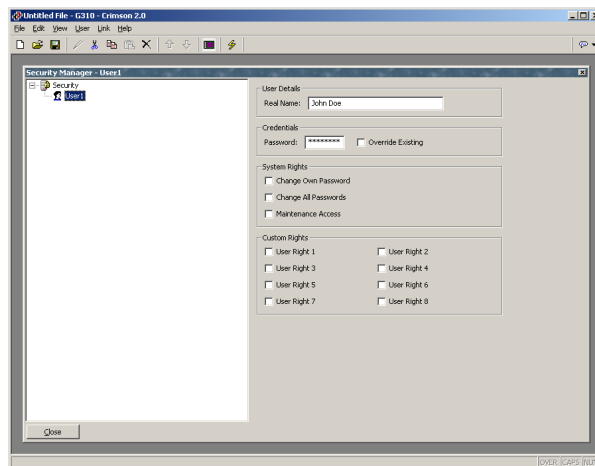 Untitled File - G310 - Crimson 2.0
File Edit View User Link Help
Security Manager - User1
Security
User1
User Details
Real Name: John Doe
Credentials
Password: ******** Override Existing
System Rights
Change Own Password
Change All Passwords
Maintenance Access
Custom Rights
User Right 1 User Right 2
User Right 3 User Right 4
User Right 5 User Right 6
User Right 7 User Right 8
Close
OVER CAPS NU